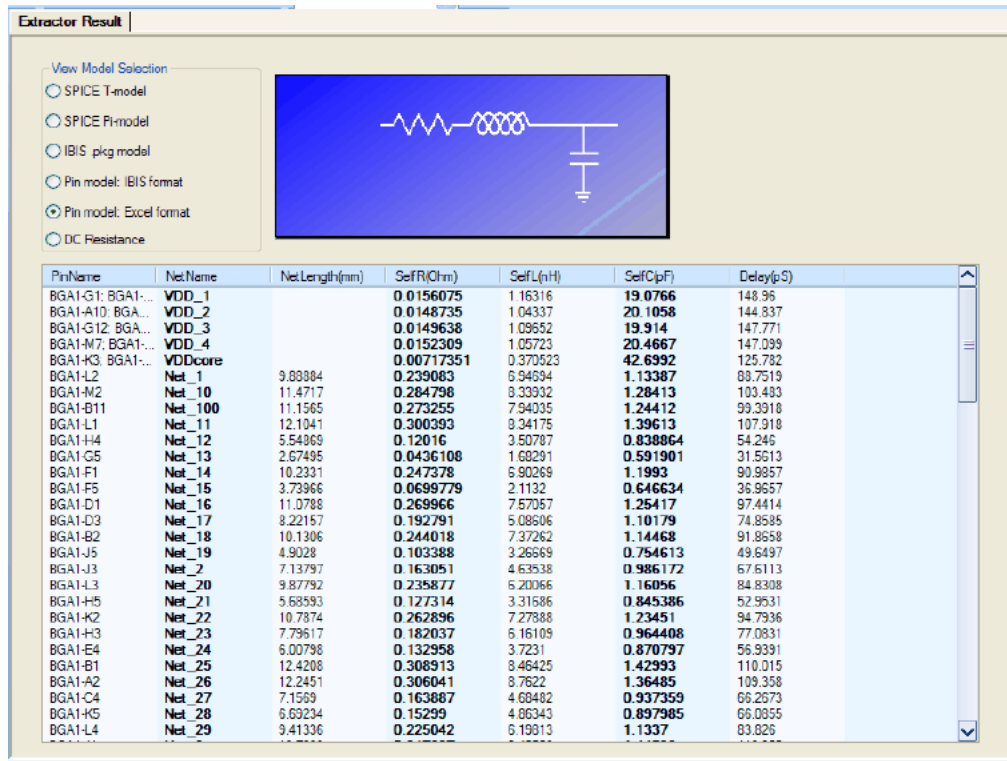 Extractor Result
View Model Selection
SPICE T-model
SPICE Pi-model
IBIS .pkg model
Pin model: IBIS format
Pin model: Excel format
DC Resistance
PinName NetName NetLength(mm) SelfR(Ohm) SelfL(nH) SelfC(pF) Delay(pS)
BGA1-G1; BGA1-... VDD_1 0.0156075 1.16316 19.0766 148.96
BGA1-A10; BGA... VDD_2 0.0148735 1.04337 20.1058 144.837
BGA1-G12; BGA... VDD_3 0.0149638 1.09652 19.914 147.771
BGA1-M7; BGA1-... VDD_4 0.0152309 1.05723 20.4667 147.099
BGA1-K3; BGA1-... VDDcore 0.00717351 0.370523 42.6992 125.782
BGA1-L2 Net_1 9.88884 0.239083 6.94694 1.13387 88.7519
BGA1-M2 Net_10 11.4717 0.284798 8.33932 1.28413 103.483
BGA1-B11 Net_100 11.1565 0.273255 7.94035 1.24412 99.3918
BGA1-L1 Net_11 12.1041 0.300393 8.34175 1.39613 107.918
BGA1-H4 Net_12 5.54869 0.12016 3.50787 0.838864 54.246
BGA1-G5 Net_13 2.67495 0.0436108 1.68291 0.591901 31.5613
BGA1-F1 Net_14 10.2331 0.247378 6.90269 1.1993 90.9857
BGA1-F5 Net_15 3.73966 0.0699779 2.1132 0.646634 36.9657
BGA1-D1 Net_16 11.0788 0.269966 7.57057 1.25417 97.4414
BGA1-D3 Net_17 8.22157 0.192791 5.08606 1.10179 74.8585
BGA1-B2 Net_18 10.1306 0.244018 7.37262 1.14468 91.8658
BGA1-J5 Net_19 4.9028 0.103388 3.26669 0.754613 49.6497
BGA1-J3 Net_2 7.13797 0.163051 4.63538 0.986172 67.6113
BGA1-L3 Net_20 9.87792 0.235877 6.20066 1.16056 84.8308
BGA1-H5 Net_21 5.68593 0.127314 3.31686 0.845386 52.9531
BGA1-K2 Net_22 10.7874 0.262896 7.27888 1.23451 94.7936
BGA1-H3 Net_23 7.79617 0.182037 6.16109 0.964408 77.0831
BGA1-E4 Net_24 6.00798 0.132958 3.7231 0.870797 56.9391
BGA1-B1 Net_25 12.4208 0.308913 8.46425 1.42993 110.015
BGA1-A2 Net_26 12.2451 0.306041 8.7622 1.36485 109.358
BGA1-C4 Net_27 7.1569 0.163887 4.68482 0.937359 66.2673
BGA1-K5 Net_28 6.69234 0.15299 4.86343 0.897985 66.0855
BGA1-L4 Net_29 9.41336 0.225042 6.19813 1.1337 83.826